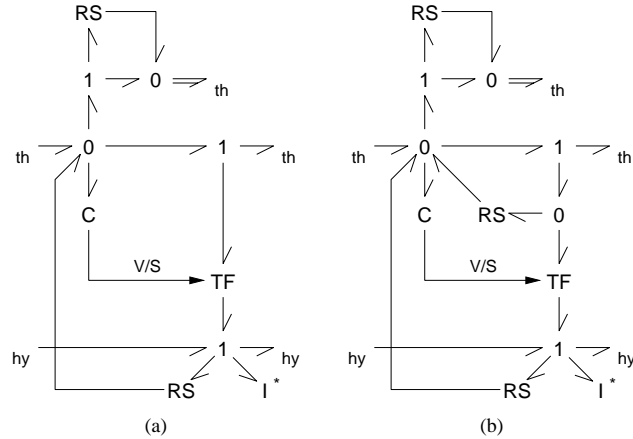 RS RS
1 0 th 1 0 th
th 0 1 th th 0 1 th
C C RS 0
V/S TF V/S TF
hy 1 hy hy 1 hy
RS I* RS I*
(a) (b)